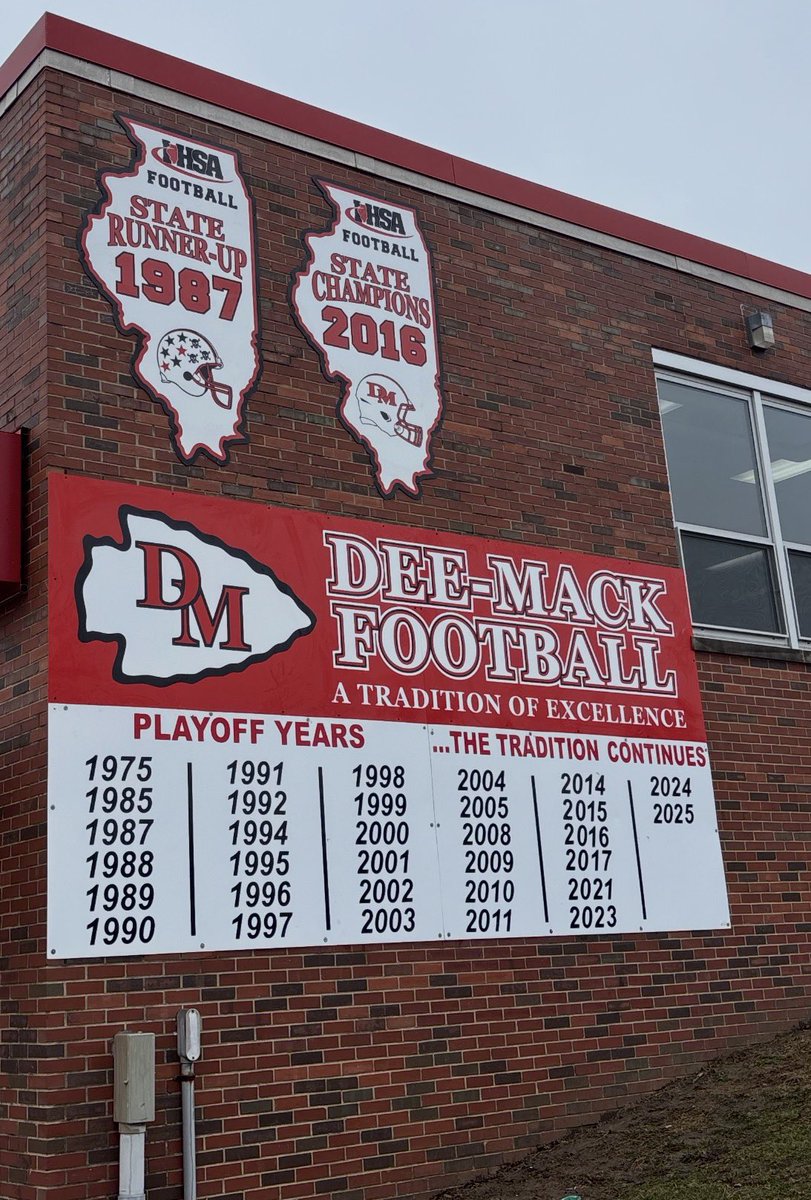 IHSA
FOOTBALL
STATE
RUNNER-UP
1987
IHSA
FOOTBALL
STATE
CHAMPIONS
2016
DM
DM
DEE-MACK
FOOTBALL
A TRADITION OF EXCELLENCE
PLAYOFF YEARS
1975
1985
1987
1988
1989
1990
1991
1992
1994
1995
1996
1997
1998
1999
2000
2001
2002
2003
...THE TRADITION CONTINUES
2004
2005
2008
2009
2010
2011
2014
2015
2016
2017
2021
2023
2024
2025